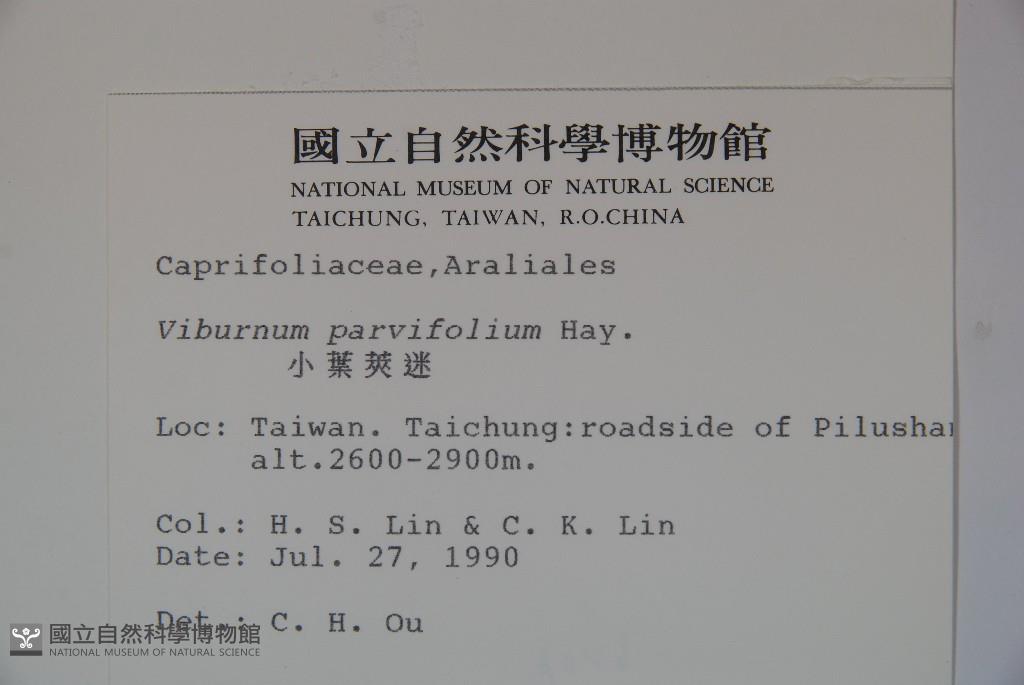 國立自然科學博物館
NATIONAL MUSEUM OF NATURAL SCIENCE
TAICHUNG, TAIWAN, R.O.CHINA
Caprifoliaceae,Araliales
Viburnum parvifolium Hay.
小葉莢迷
Loc: Taiwan. Taichung:roadside of
alt.2600-2900m.
Col.: H. S. Lin & C. K. Lin
Date: Jul. 27, 1990
Det.: C. H. Ou
國立自然科學博物館
NATIONAL MUSEUM OF NATURAL SCIENCE